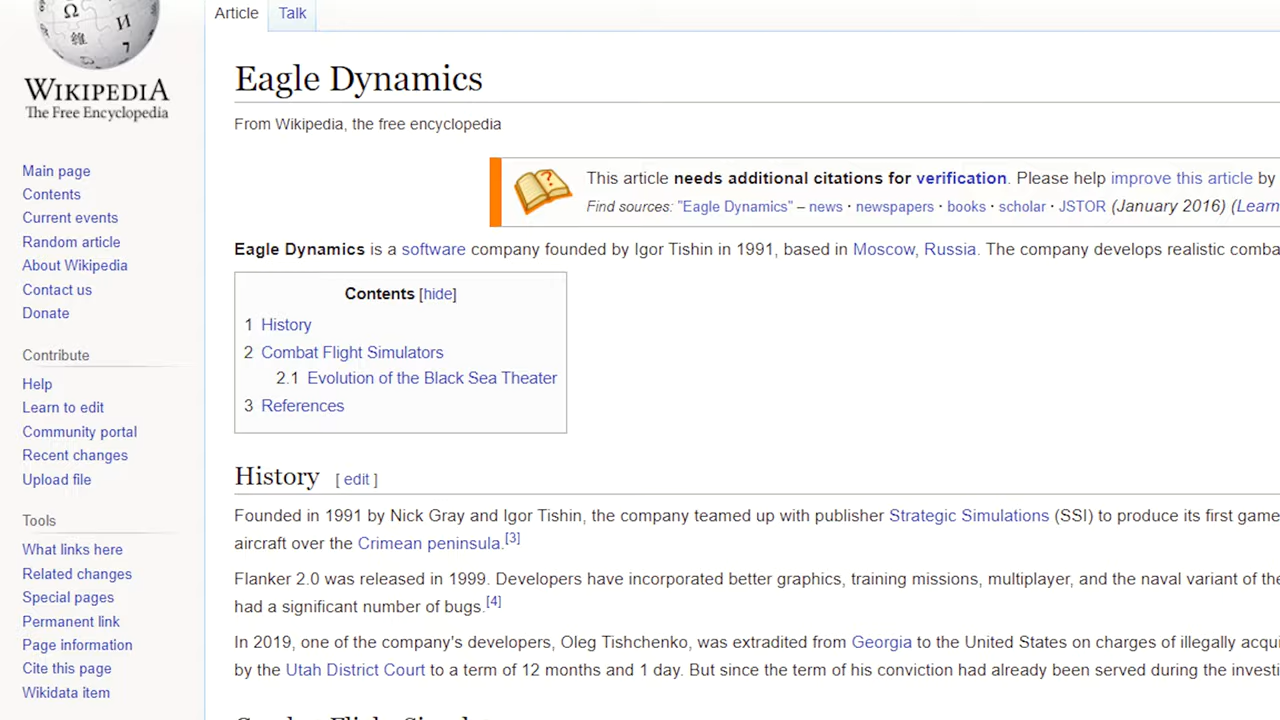 Article Talk
WIKIPEDIA
The Free Encyclopedia
Main page
Contents
Current events
Random article
About Wikipedia
Contact us
Donate
Contribute
Help
Learn to edit
Community portal
Recent changes
Upload file
Tools
What links here
Related changes
Special pages
Permanent link
Page information
Cite this page
Wikidata item
Eagle Dynamics
From Wikipedia, the free encyclopedia
This article needs additional citations for verification. Please help improve this article by
Find sources: "Eagle Dynamics" – news · newspapers · books · scholar · JSTOR (January 2016) (Learn
Eagle Dynamics is a software company founded by Igor Tishin in 1991, based in Moscow, Russia. The company develops realistic comba
Contents [hide]
1 History
2 Combat Flight Simulators
2.1 Evolution of the Black Sea Theater
3 References
History [ edit ]
Founded in 1991 by Nick Gray and Igor Tishin, the company teamed up with publisher Strategic Simulations (SSI) to produce its first game
aircraft over the Crimean peninsula.[3]
Flanker 2.0 was released in 1999. Developers have incorporated better graphics, training missions, multiplayer, and the naval variant of the
had a significant number of bugs.[4]
In 2019, one of the company's developers, Oleg Tishchenko, was extradited from Georgia to the United States on charges of illegally acqui
by the Utah District Court to a term of 12 months and 1 day. But since the term of his conviction had already been served during the investi